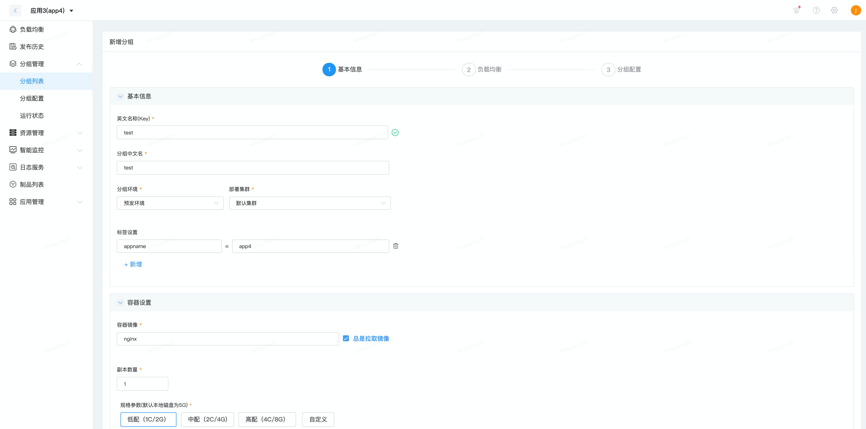 应用3(app4)
负载均衡
发布历史
分组管理
分组列表
分组配置
运行状态
资源管理
智能监控
日志服务
制品列表
应用管理
新增分组
1 基本信息
2 负载均衡
3 分组配置
基本信息
英文名称(Key) *
test
分组中文名 *
test
分组环境 * 部署集群 *
预发环境 默认集群
标签设置
appname = app4
+ 新增
容器设置
容器镜像 *
nginx 总是拉取镜像
副本数量 *
1
规格参数(默认本地磁盘为5G) *
低配（1C/2G） 中配（2C/4G） 高配（4C/8G） 自定义